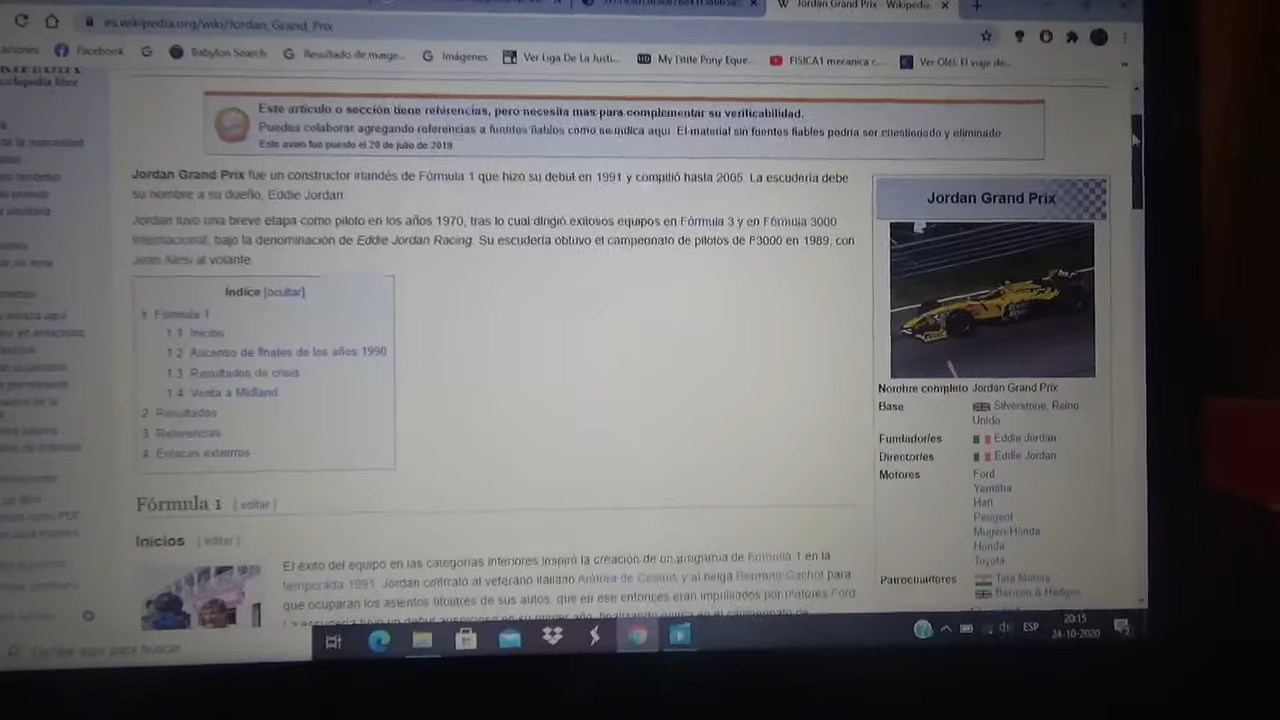 Jordan Grand Prix - Wikipedia
es.wikipedia.org/wiki/Jordan_Grand_Prix
Facebook
Babylon Search
Resultado de image...
Imágenes
Ver Liga De La Justi...
My Little Pony Eque...
FISICA1 mecanica c...
Ver Olé! El viaje de...
Este artículo o sección tiene referencias, pero necesita más para complementar su verificabilidad.
Puedes colaborar agregando referencias a fuentes fiables como se indica aquí. El material sin fuentes fiables podría ser cuestionado y eliminado
Este aviso fue puesto el 20 de julio de 2019
Jordan Grand Prix fue un constructor irlandés de Fórmula 1 que hizo su debut en 1991 y compitió hasta 2005. La escudería debe
su nombre a su dueño, Eddie Jordan
Jordan tuvo una breve etapa como piloto en los años 1970, tras lo cual dirigió exitosos equipos en Fórmula 3 y en Fórmula 3000
Internacional, bajo la denominación de Eddie Jordan Racing. Su escudería obtuvo el campeonato de pilotos de F3000 en 1989, con
Jean Alesi al volante.
Índice [ocultar]
1 Fórmula 1
1.1 Inicios
1.2 Ascenso de finales de los años 1990
1.3 Resultados de crisis
1.4 Venta a Midland
2 Resultados
3 Referencias
4 Enlaces externos
Fórmula 1 [ editar ]
Inicios [ editar ]
El éxito del equipo en las categorías inferiores inspiró la creación de un programa de Fórmula 1 en la
temporada 1991. Jordan contrató al veterano italiano Andrea de Cesaris y al belga Bertrand Gachot para
que ocuparan los asientos titulares de sus autos, que en ese entonces eran impulsados por motores Ford
Jordan Grand Prix
Nombre completo Jordan Grand Prix
Base Silverstone, Reino
Unido
Fundador/es Eddie Jordan
Director/es Eddie Jordan
Motores Ford
Yamaha
Hart
Peugeot
Mugen-Honda
Honda
Toyota
Patrocinadores Tata Motors
Benson & Hedges
Escribe aquí para buscar
ESP
20:15
24-10-2020